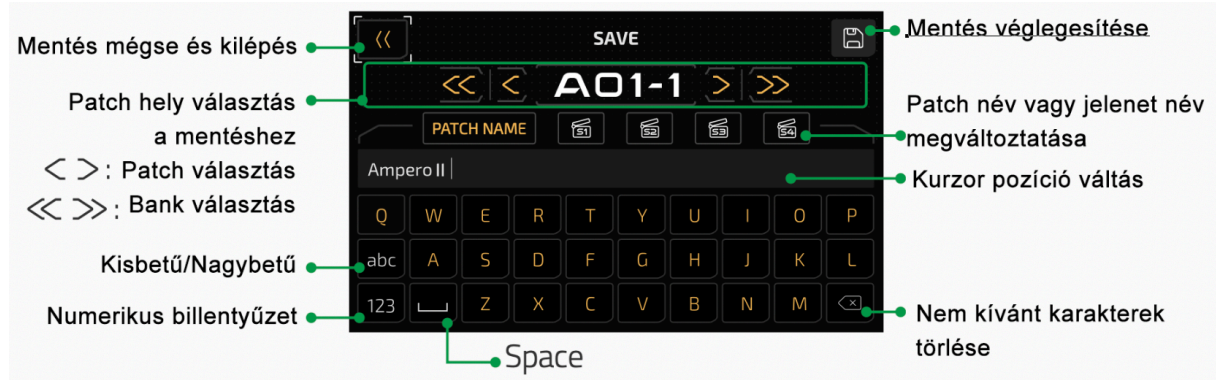 Mentés mégse és kilépés
SAVE
Mentés véglegesítése
Patch hely választás
a mentéshez
< > : Patch választás
<< >> : Bank választás
<< < A01-1 > >>
PATCH NAME S1 S2 S3 S4
Patch név vagy jelenet név
megváltoztatása
Ampero II
Kurzor pozíció váltás
Q W E R T Y U I O P
Kisbetű/Nagybetű
abc A S D F G H J K L
Numerikus billentyűzet
123 Z X C V B N M
Nem kívánt karakterek
törlése
Space